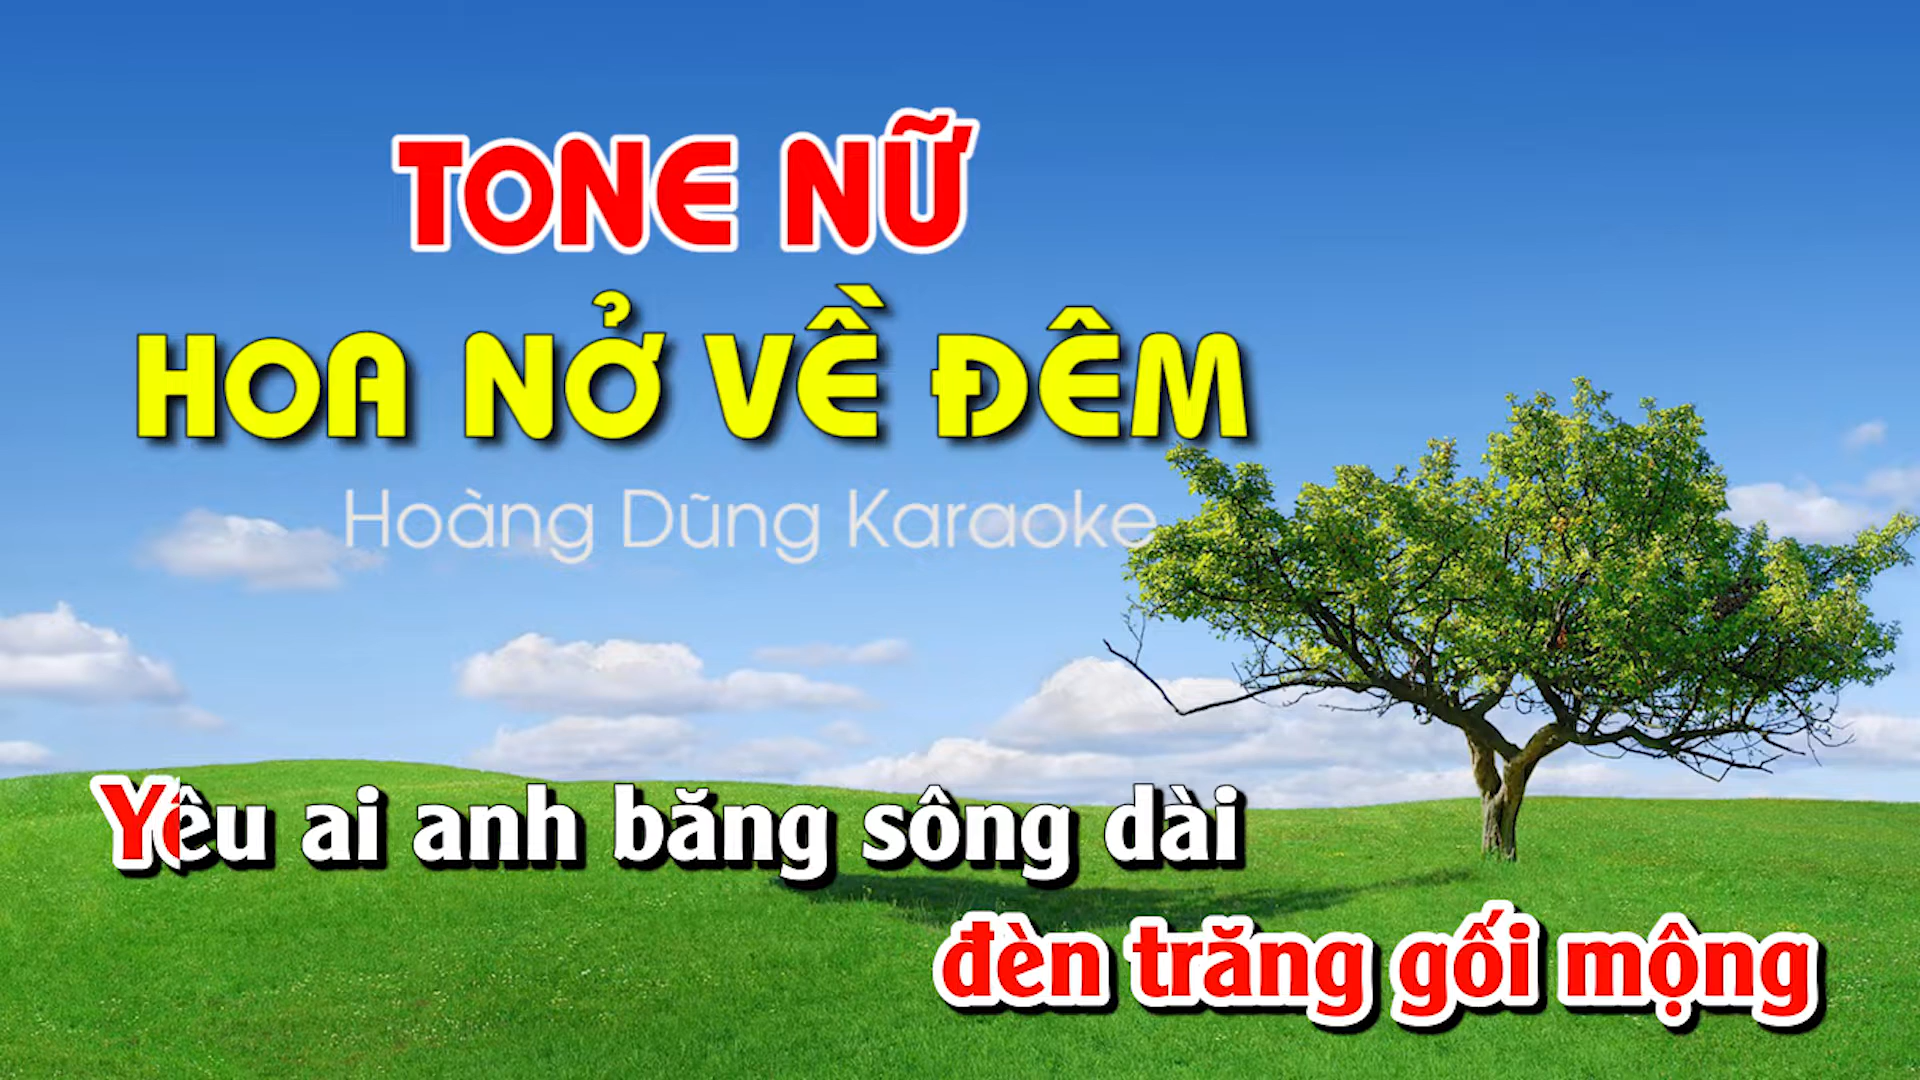 TONE NỮ
HOA NỞ VỀ ĐÊM
Hoàng Dũng Karaoke
Yêu ai anh băng sông dài
đèn trăng gối mộng